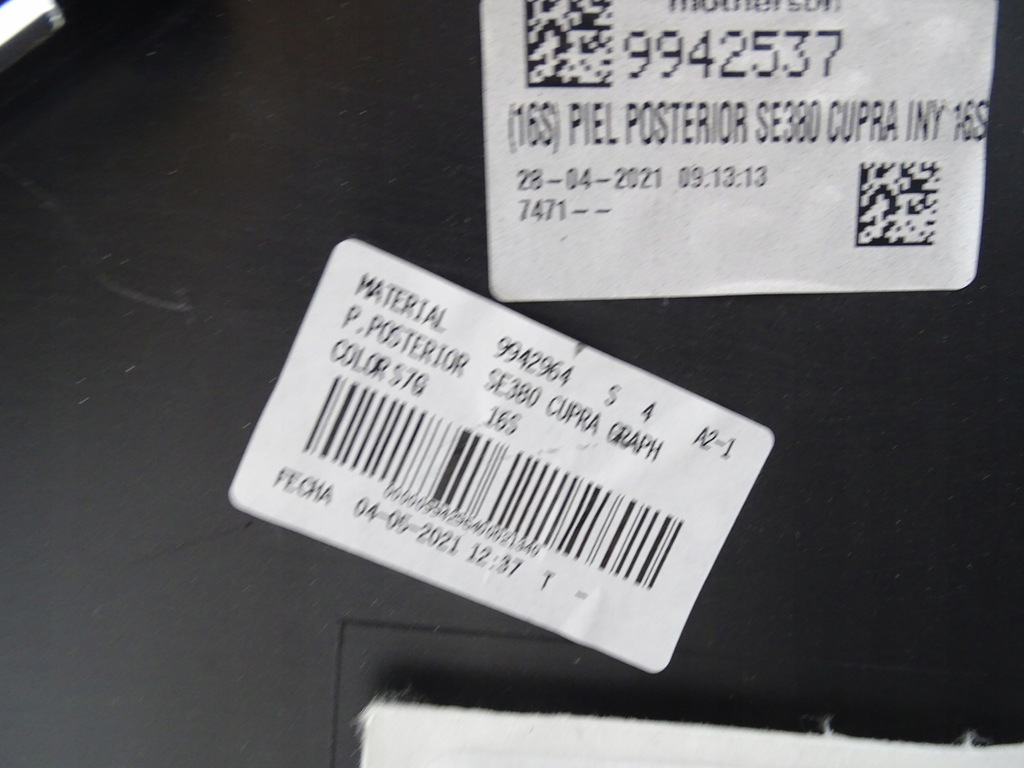 motherson
9942537
(16S) PIEL POSTERIOR SE380 CUPRA INY 16S
28-04-2021 09:13:13
7471--
MATERIAL 9942964 S 4 A2-1
P.POSTERIOR SE380 CUPRA GRAPH
COLOR S7G 16S
FECHA 04-06-2021 12:37 T -